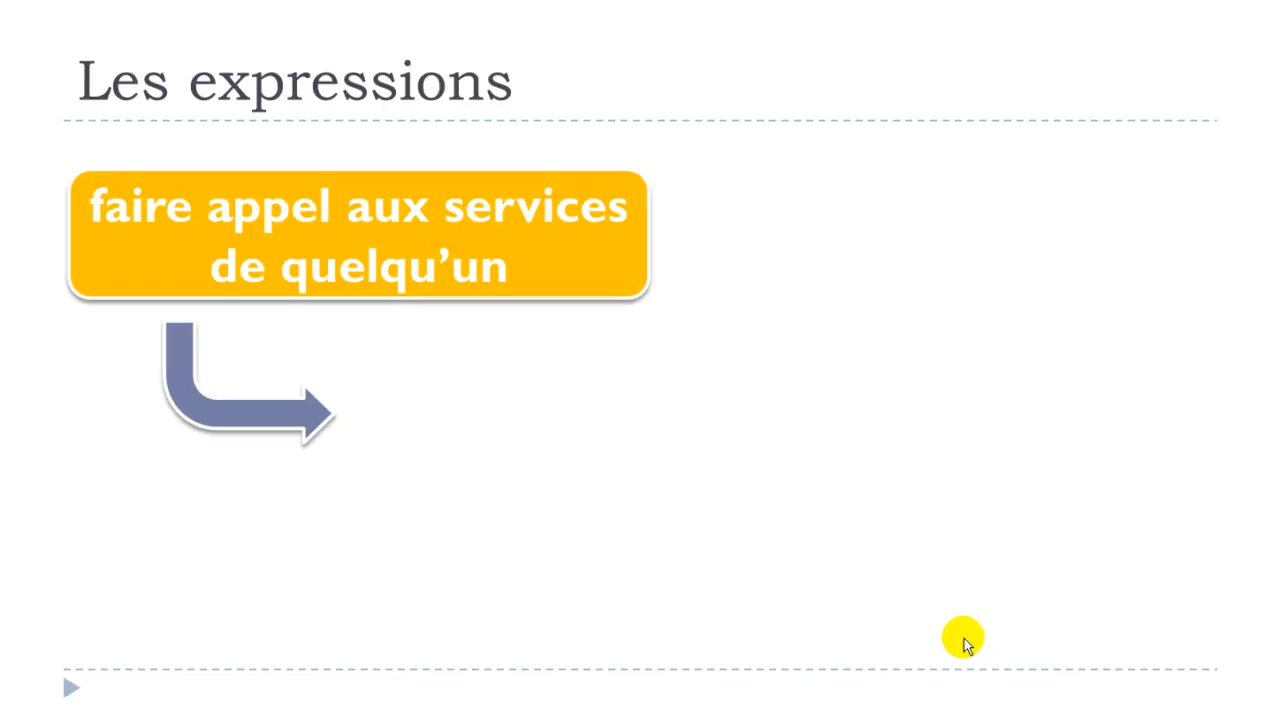 Les expressions
faire appel aux services
de quelqu’un